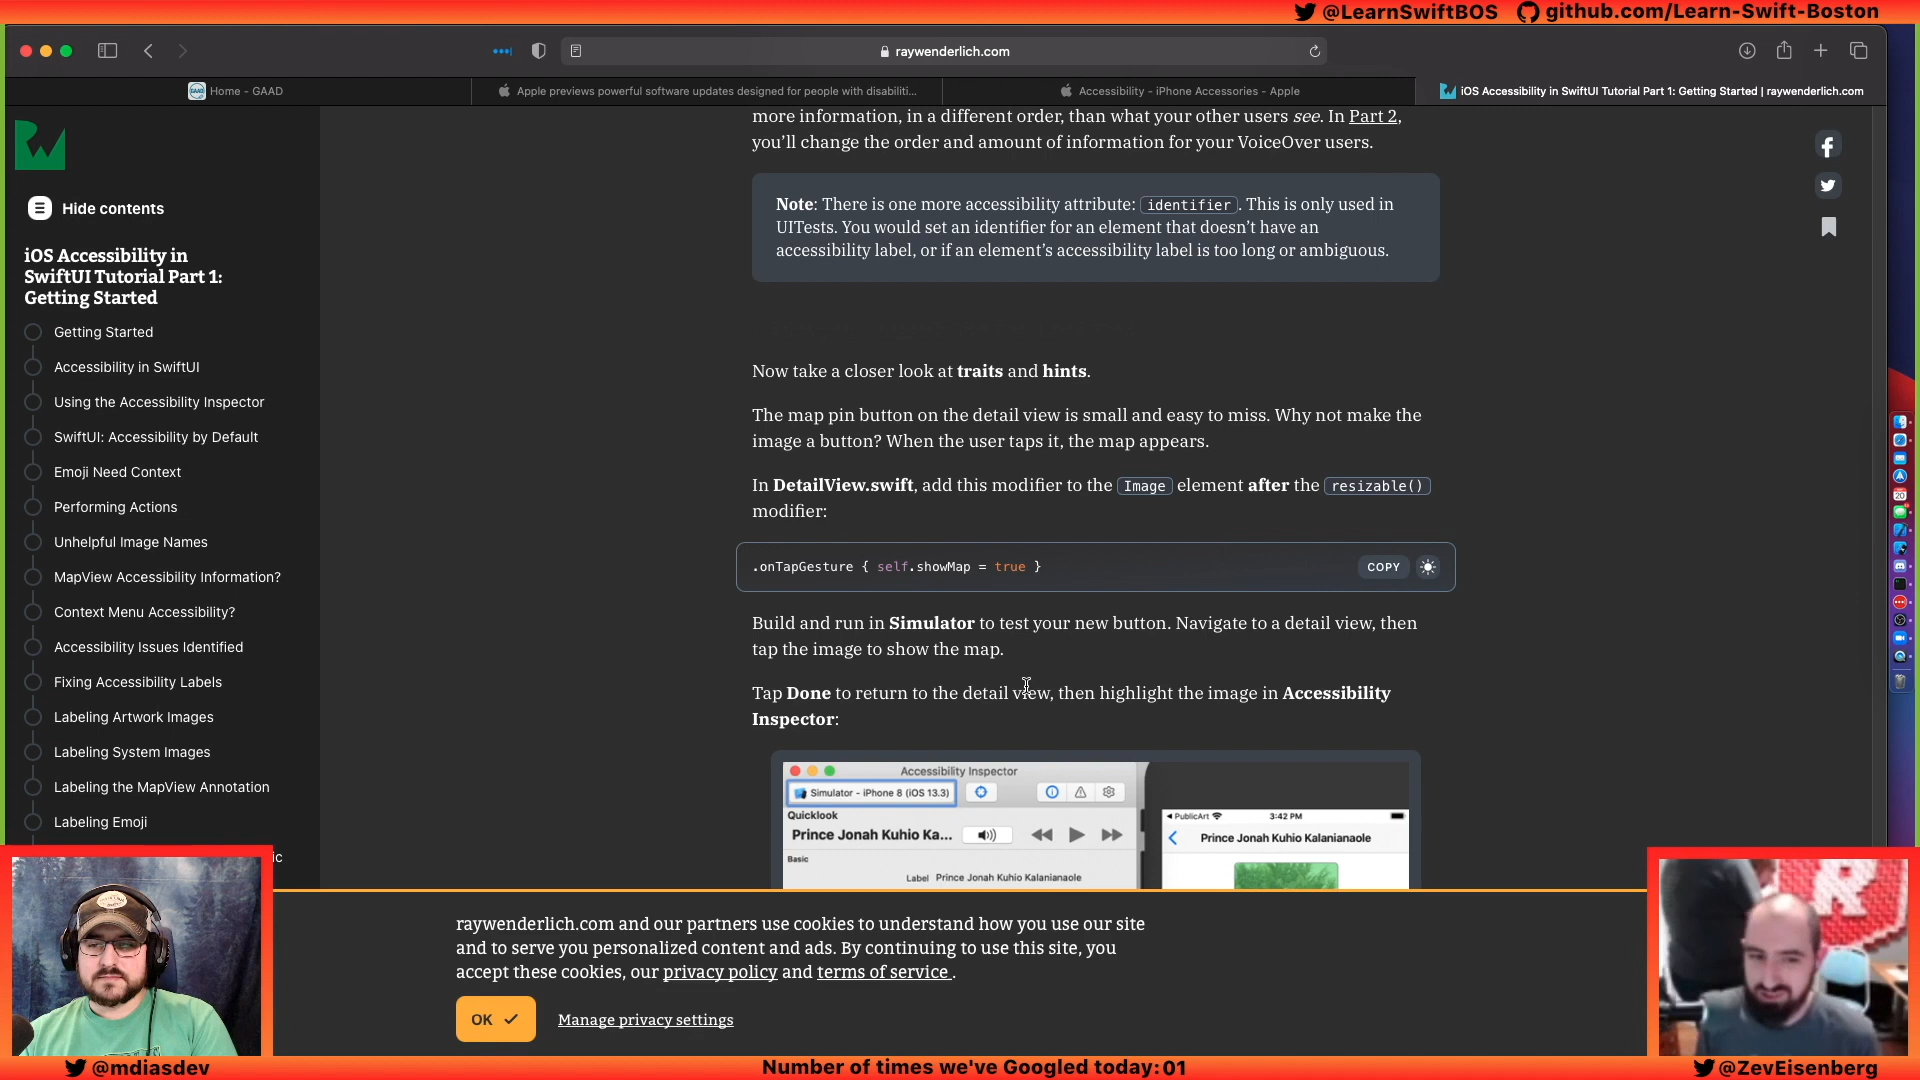 @LearnSwiftBOS github.com/Learn-Swift-Boston
raywenderlich.com
Home - GAAD
Apple previews powerful software updates designed for people with disabiliti...
Accessibility - iPhone Accessories - Apple
iOS Accessibility in SwiftUI Tutorial Part 1: Getting Started | raywenderlich.com
Hide contents
iOS Accessibility in
SwiftUI Tutorial Part 1:
Getting Started
Getting Started
Accessibility in SwiftUI
Using the Accessibility Inspector
SwiftUI: Accessibility by Default
Emoji Need Context
Performing Actions
Unhelpful Image Names
MapView Accessibility Information?
Context Menu Accessibility?
Accessibility Issues Identified
Fixing Accessibility Labels
Labeling Artwork Images
Labeling System Images
Labeling the MapView Annotation
Labeling Emoji
ic
more information, in a different order, than what your other users see. In Part 2,
you’ll change the order and amount of information for your VoiceOver users.
Note: There is one more accessibility attribute: identifier. This is only used in
UITests. You would set an identifier for an element that doesn’t have an
accessibility label, or if an element’s accessibility label is too long or ambiguous.
Now take a closer look at traits and hints.
The map pin button on the detail view is small and easy to miss. Why not make the
image a button? When the user taps it, the map appears.
In DetailView.swift, add this modifier to the Image element after the resizable()
modifier:
.onTapGesture { self.showMap = true }
COPY
Build and run in Simulator to test your new button. Navigate to a detail view, then
tap the image to show the map.
Tap Done to return to the detail view, then highlight the image in Accessibility
Inspector:
Accessibility Inspector
Simulator - iPhone 8 (iOS 13.3)
Quicklook
Prince Jonah Kuhio Ka...
Basic
Label Prince Jonah Kuhio Kalanianaole
PublicArt 3:42 PM
Prince Jonah Kuhio Kalanianaole
20
raywenderlich.com and our partners use cookies to understand how you use our site
and to serve you personalized content and ads. By continuing to use this site, you
accept these cookies, our privacy policy and terms of service .
OK
Manage privacy settings
@mdiasdev
Number of times we've Googled today: 01
@ZevEisenberg